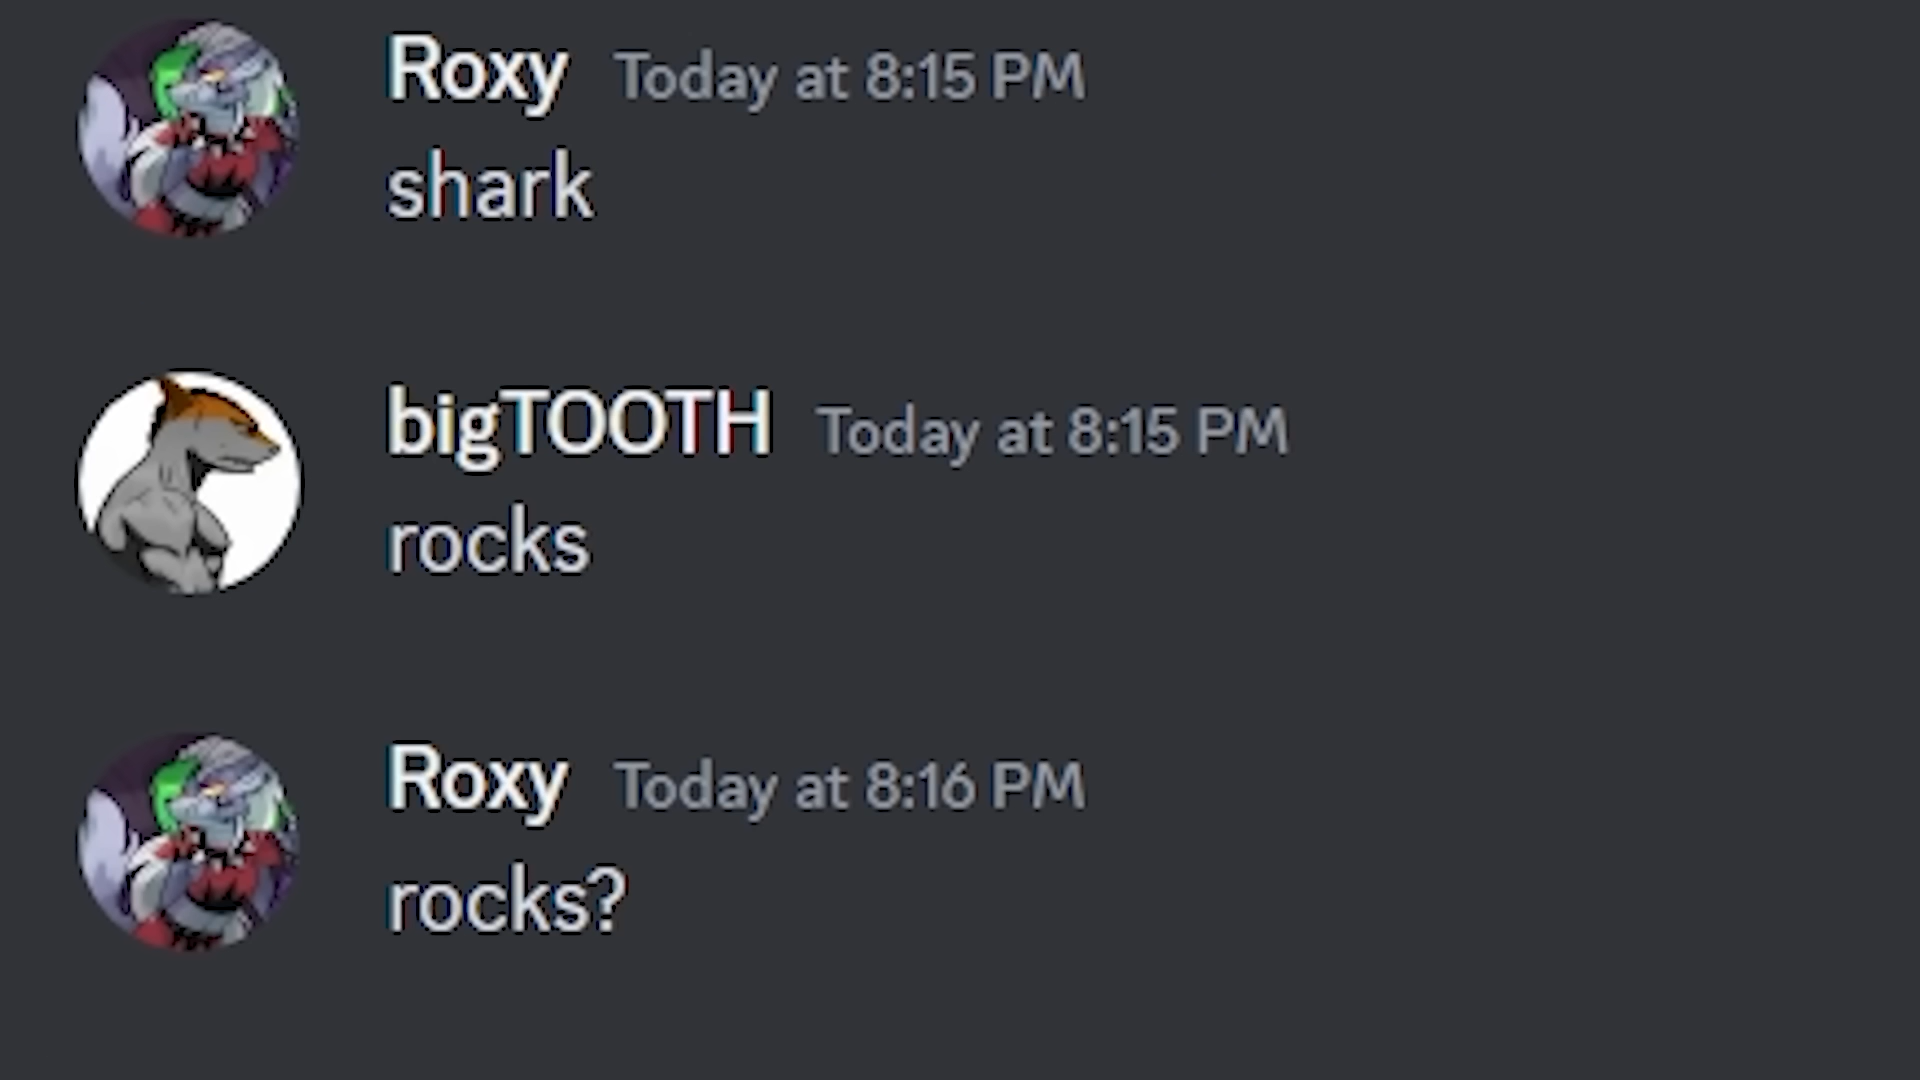 Roxy Today at 8:15 PM
shark
bigTOOTH Today at 8:15 PM
rocks
Roxy Today at 8:16 PM
rocks?